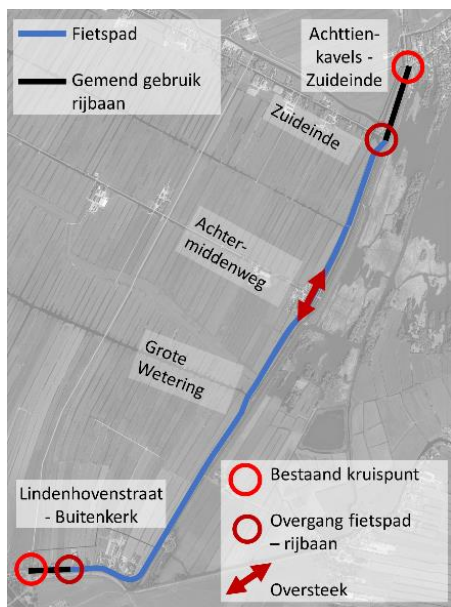 Fietspad
Gemend gebruik
rijbaan
Achttien-
kavels -
Zuideinde
Zuideinde
Achter-
middenweg
Grote
Wetering
Lindenhovenstraat
- Buitenkerk
Bestaand kruispunt
Overgang fietspad
– rijbaan
Oversteek